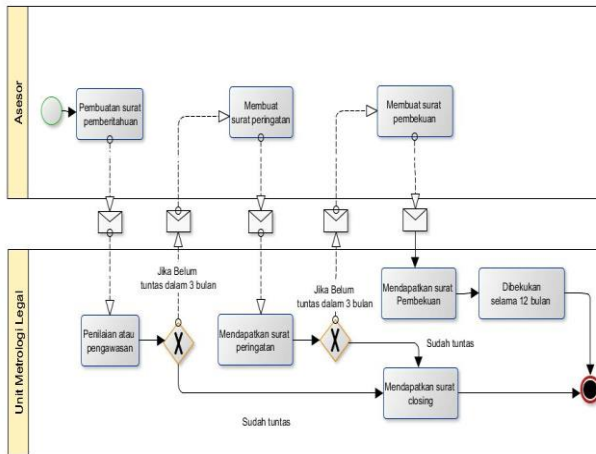 Asesor
Pembuatan surat
pemberitahuan
Membuat
surat peringatan
Membuat surat
pembekuan
Unit Metrologi Legal
Jika Belum
tuntas dalam 3 bulan
Jika Belum
tuntas dalam 3 bulan
Mendapatkan surat
Pembekuan
Dibekukan
selama 12 bulan
Penilaian atau
pengawasan
X
Mendapatkan surat
peringatan
X
Sudah tuntas
Mendapatkan surat
closing
Sudah tuntas